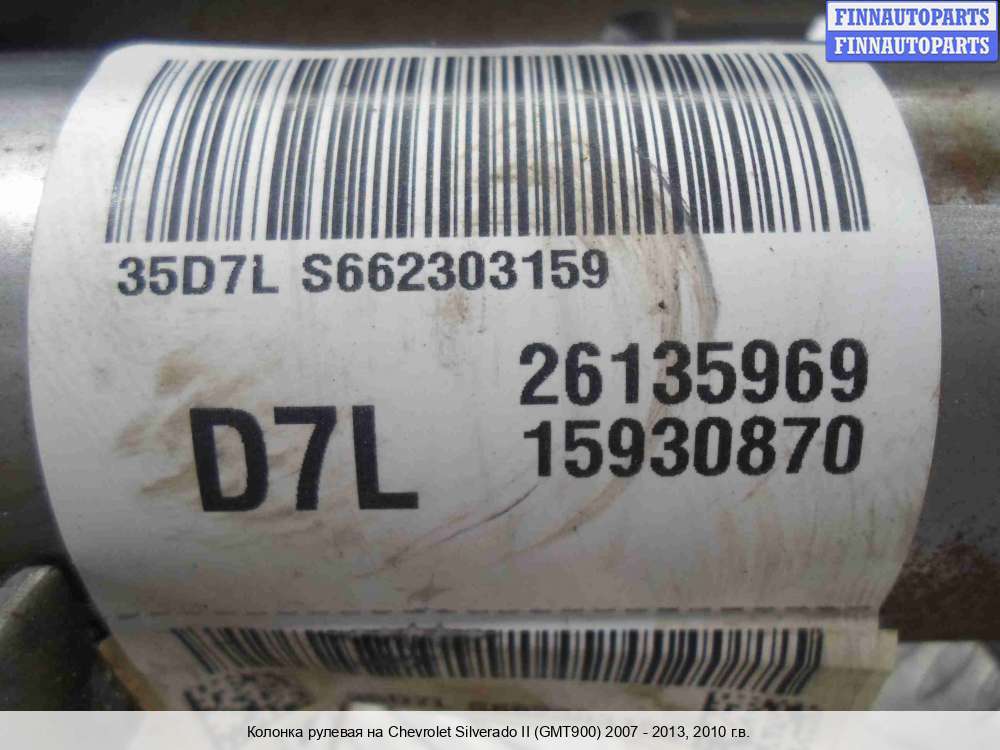 FINNAUTOPARTS
FINNAUTOPARTS
35D7L S662303159
26135969
15930870
D7L
Колонка рулевая на Chevrolet Silverado II (GMT900) 2007 - 2013, 2010 г.в.